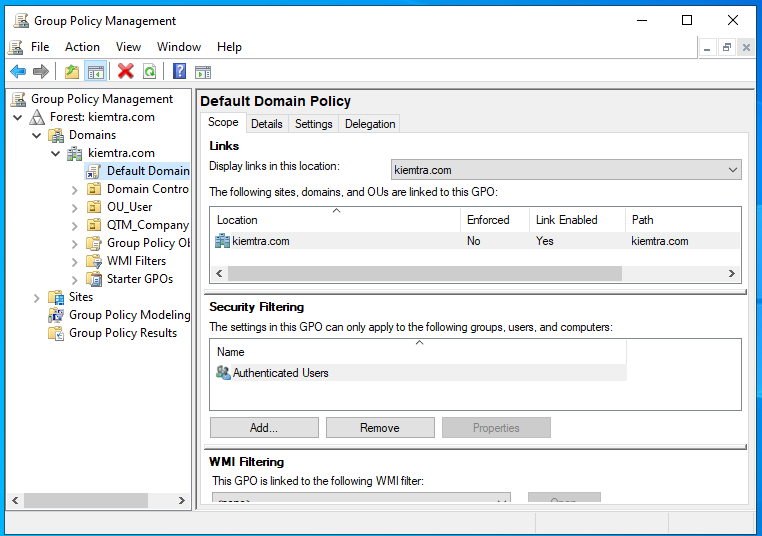 Group Policy Management
File Action View Window Help
Group Policy Management
Forest: kiemtra.com
Domains
kiemtra.com
Default Domain
Domain Contro
OU_User
QTM_Company
Group Policy Ob
WMI Filters
Starter GPOs
Sites
Group Policy Modeling
Group Policy Results
Default Domain Policy
Scope Details Settings Delegation
Links
Display links in this location: kiemtra.com
The following sites, domains, and OUs are linked to this GPO:
Location Enforced Link Enabled Path
kiemtra.com No Yes kiemtra.com
Security Filtering
The settings in this GPO can only apply to the following groups, users, and computers:
Name
Authenticated Users
Add... Remove Properties
WMI Filtering
This GPO is linked to the following WMI filter:
<none> Open